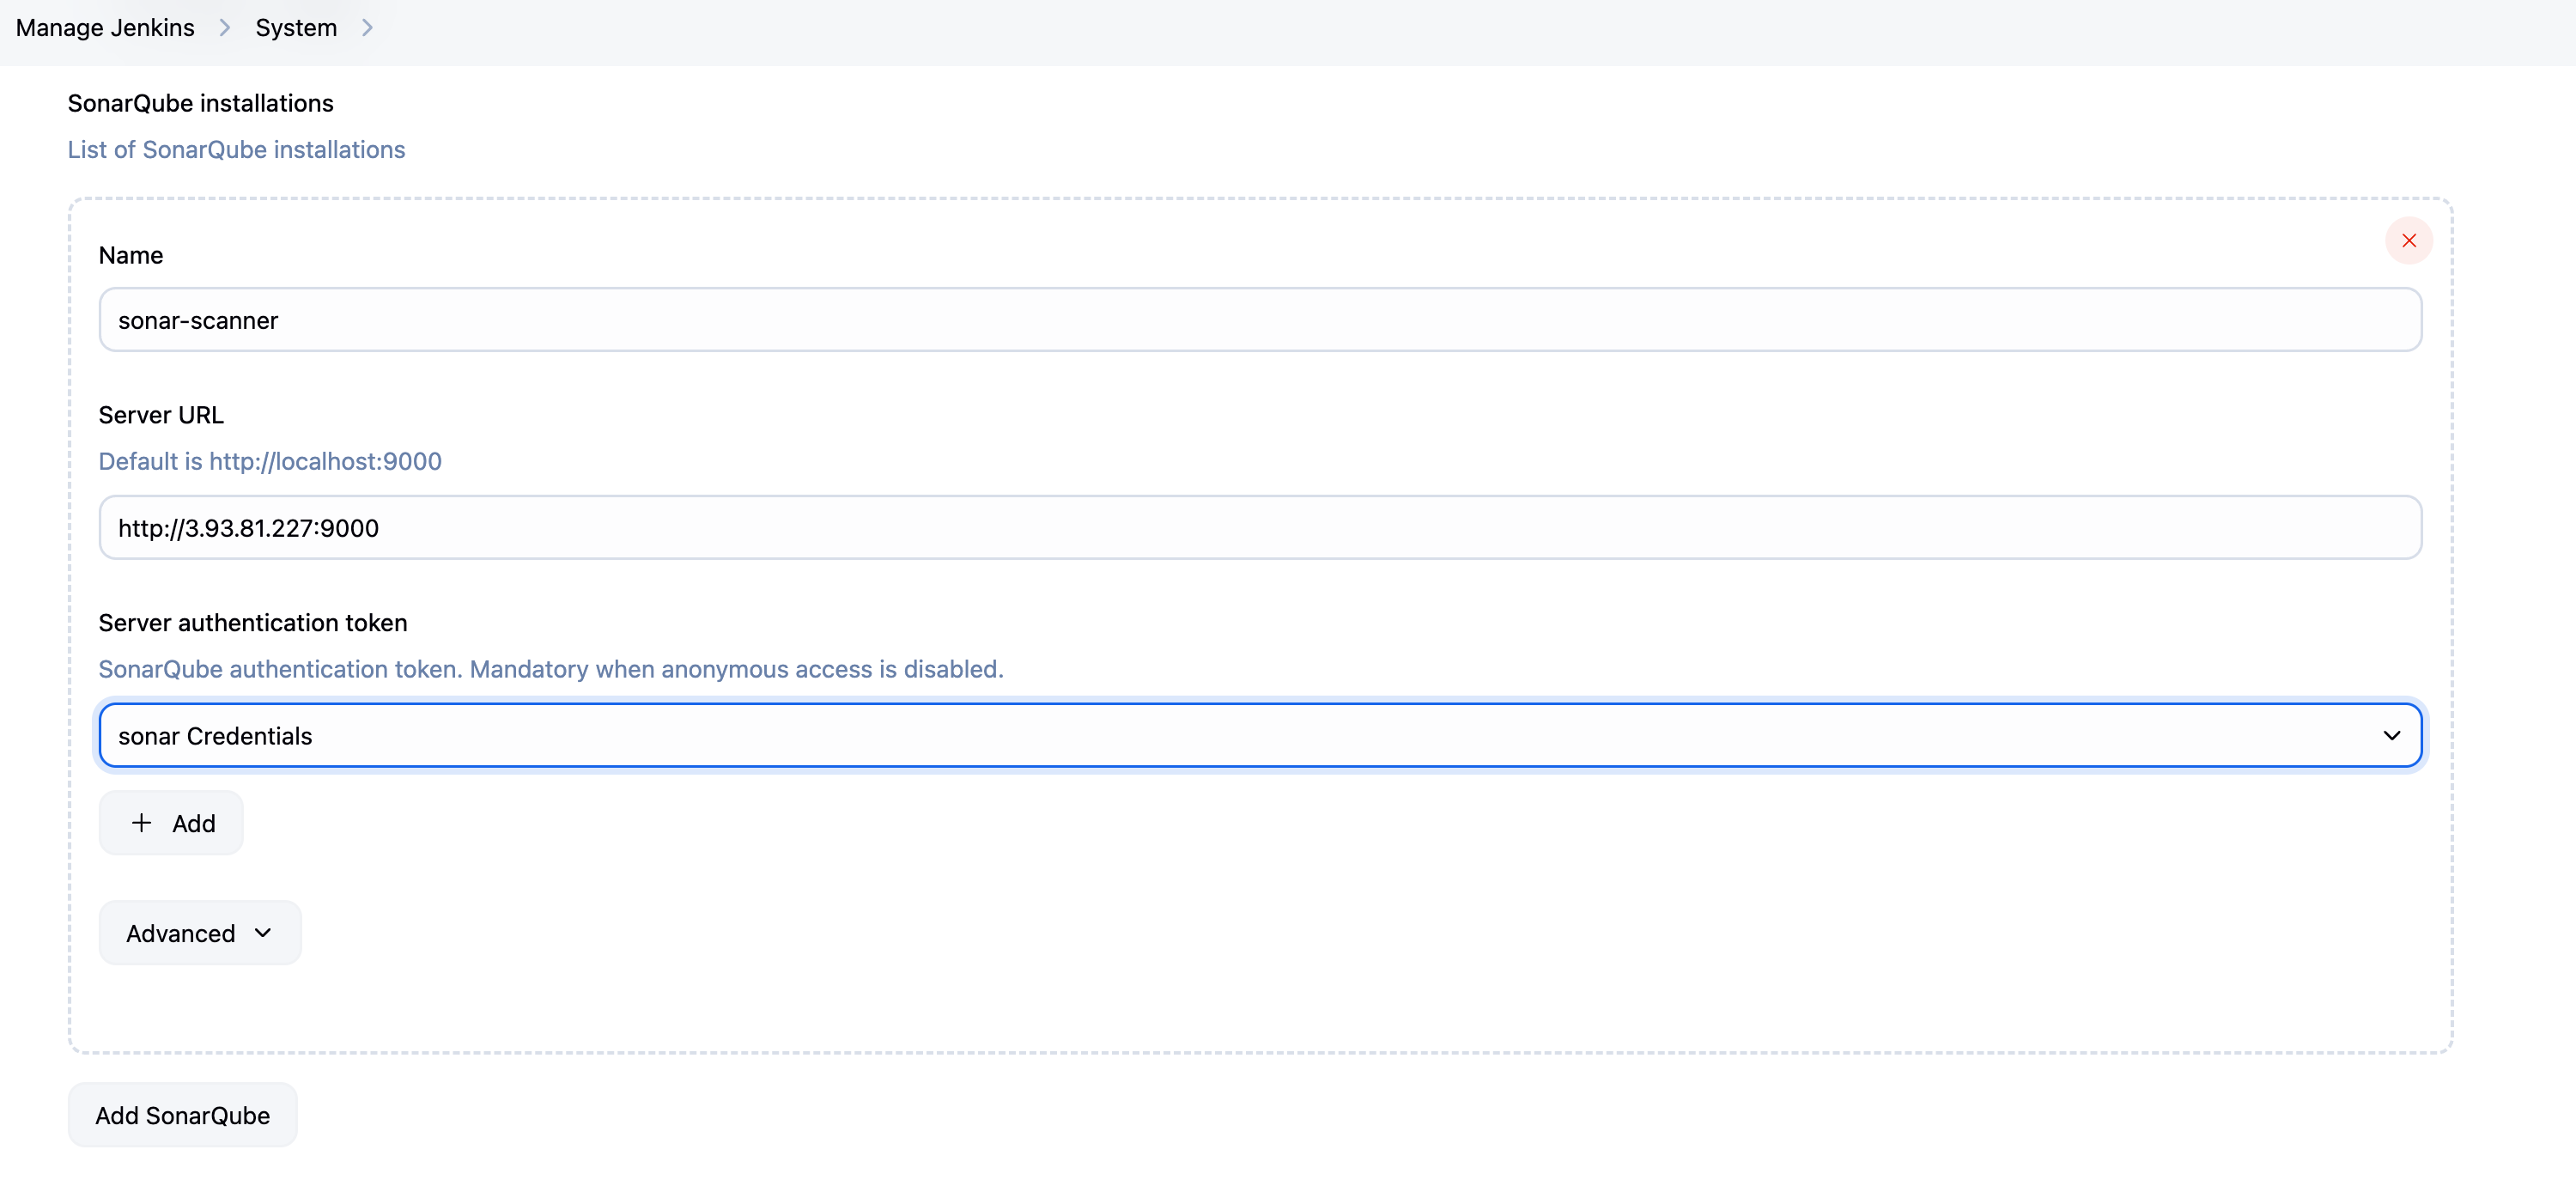 Manage Jenkins > System >
SonarQube installations
List of SonarQube installations
Name
sonar-scanner
Server URL
Default is http://localhost:9000
http://3.93.81.227:9000
Server authentication token
SonarQube authentication token. Mandatory when anonymous access is disabled.
sonar Credentials
+ Add
Advanced
Add SonarQube